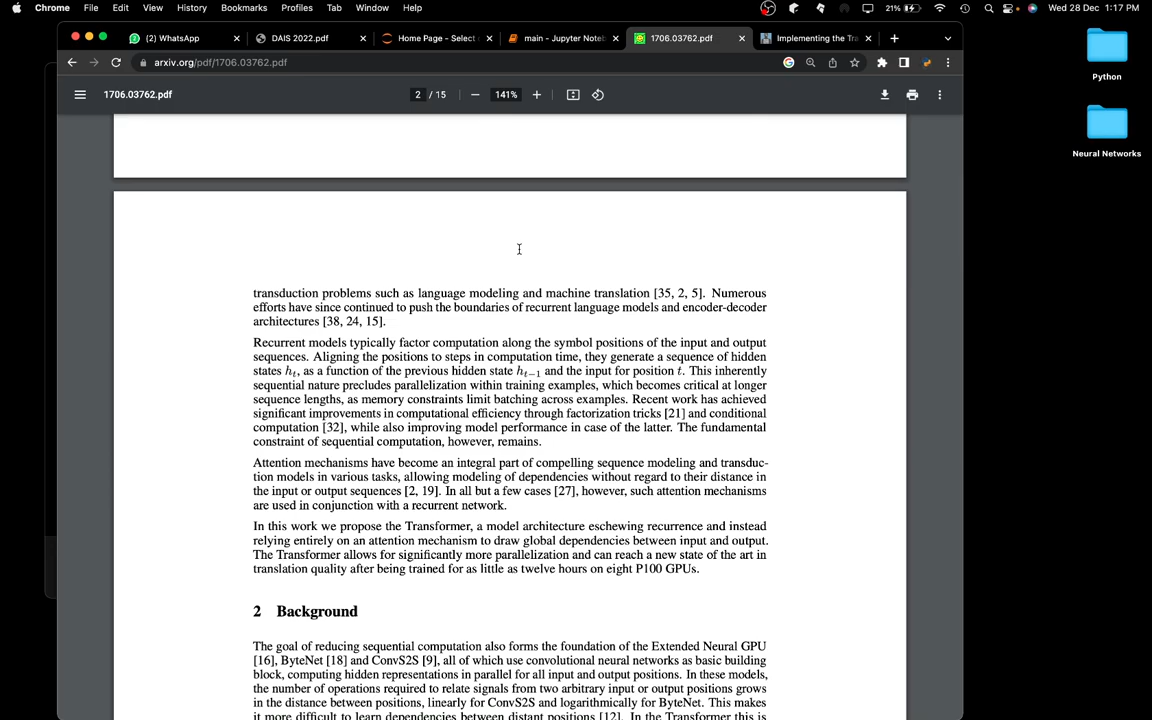 Chrome File Edit View History Bookmarks Profiles Tab Window Help 21% Wed 28 Dec 1:17 PM
(2) WhatsApp DAIS 2022.pdf Home Page - Select main - Jupyter Note 1706.03762.pdf Implementing the Tra
arxiv.org/pdf/1706.03762.pdf
1706.03762.pdf 2 / 15 141%
Python
Neural Networks
transduction problems such as language modeling and machine translation [35, 2, 5]. Numerous
efforts have since continued to push the boundaries of recurrent language models and encoder-decoder
architectures [38, 24, 15].
Recurrent models typically factor computation along the symbol positions of the input and output
sequences. Aligning the positions to steps in computation time, they generate a sequence of hidden
states hₜ, as a function of the previous hidden state hₜ₋₁ and the input for position t. This inherently
sequential nature precludes parallelization within training examples, which becomes critical at longer
sequence lengths, as memory constraints limit batching across examples. Recent work has achieved
significant improvements in computational efficiency through factorization tricks [21] and conditional
computation [32], while also improving model performance in case of the latter. The fundamental
constraint of sequential computation, however, remains.
Attention mechanisms have become an integral part of compelling sequence modeling and transduc-
tion models in various tasks, allowing modeling of dependencies without regard to their distance in
the input or output sequences [2, 19]. In all but a few cases [27], however, such attention mechanisms
are used in conjunction with a recurrent network.
In this work we propose the Transformer, a model architecture eschewing recurrence and instead
relying entirely on an attention mechanism to draw global dependencies between input and output.
The Transformer allows for significantly more parallelization and can reach a new state of the art in
translation quality after being trained for as little as twelve hours on eight P100 GPUs.
2 Background
The goal of reducing sequential computation also forms the foundation of the Extended Neural GPU
[16], ByteNet [18] and ConvS2S [9], all of which use convolutional neural networks as basic building
block, computing hidden representations in parallel for all input and output positions. In these models,
the number of operations required to relate signals from two arbitrary input or output positions grows
in the distance between positions, linearly for ConvS2S and logarithmically for ByteNet. This makes
it more difficult to learn dependencies between distant positions [12]. In the Transformer this is